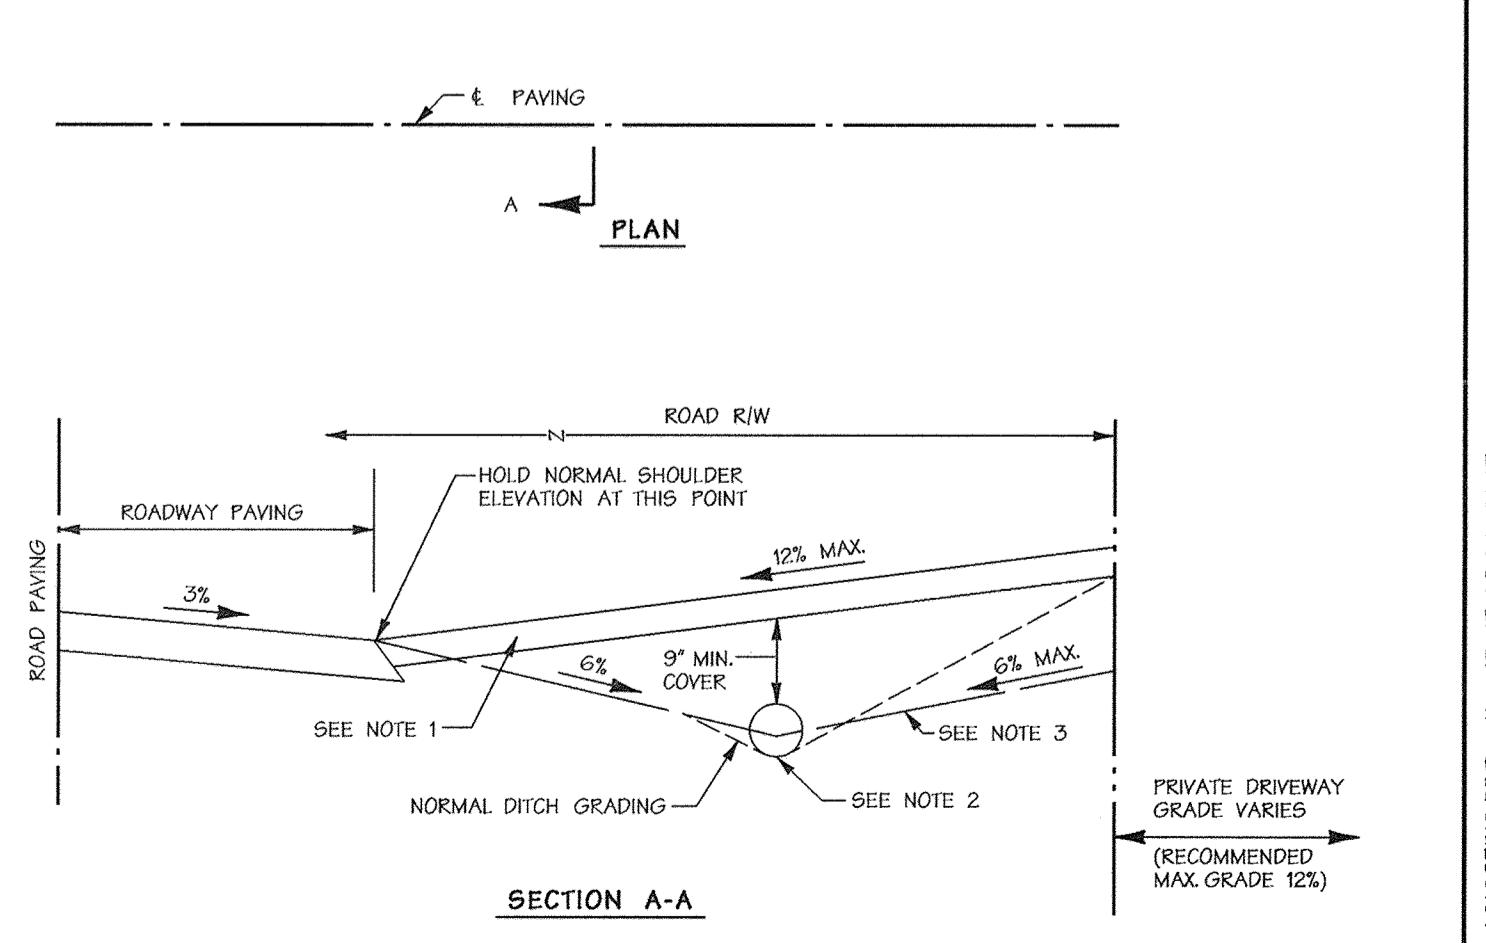 ℄ PAVING
A
PLAN
ROAD R/W
HOLD NORMAL SHOULDER
ELEVATION AT THIS POINT
ROADWAY PAVING
ROAD PAVING
3%
12% MAX.
6%
9" MIN.
COVER
6% MAX.
SEE NOTE 1
SEE NOTE 3
NORMAL DITCH GRADING
SEE NOTE 2
PRIVATE DRIVEWAY
GRADE VARIES
(RECOMMENDED
MAX. GRADE 12%)
SECTION A-A